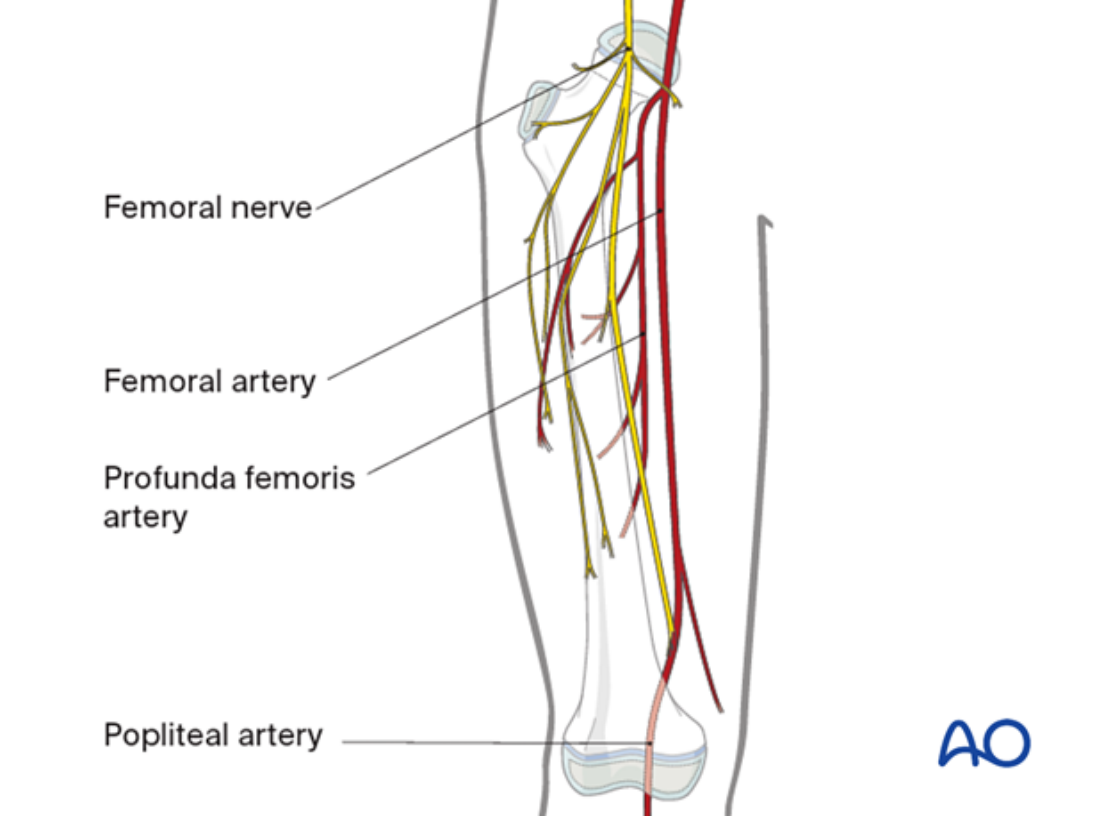 Femoral nerve
Femoral artery
Profunda femoris
artery
Popliteal artery
AO